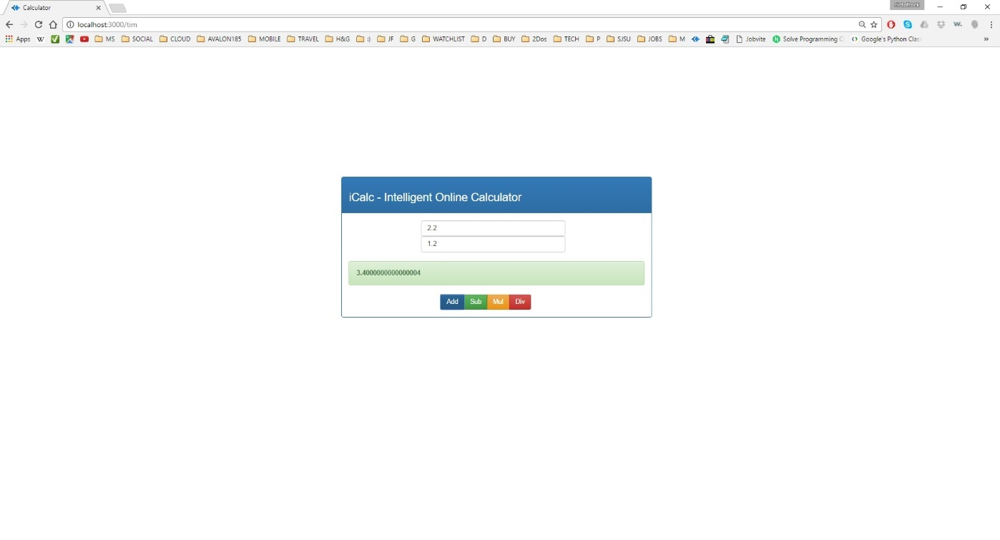 Calculator
localhost:3000/tim
Apps W MS SOCIAL CLOUD AVALON185 MOBILE TRAVEL H&G :) JF G WATCHLIST D BUY 2Dos TECH P SJSU JOBS M Jobvite Solve Programming Google's Python Clas »
iCalc - Intelligent Online Calculator
2.2
1.2
3.4000000000000004
Add Sub Mul Div